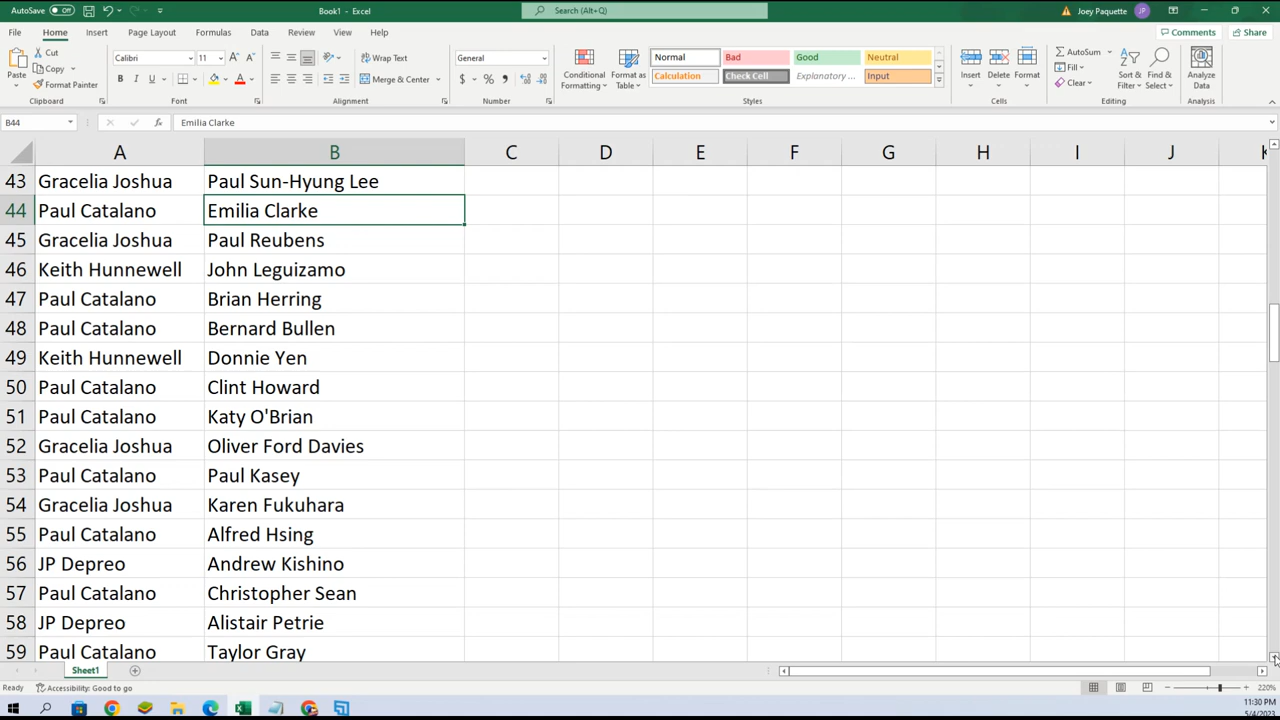 AutoSave Off Book1 - Excel Search (Alt+Q) Joey Paquette JP
File Home Insert Page Layout Formulas Data Review View Help Comments Share
Paste Cut Copy Format Painter Clipboard
Calibri 11 A A B I U A Font
Wrap Text Merge & Center Alignment
General $ % , Number
Conditional Formatting Format as Table Normal Bad Good Neutral Calculation Check Cell Explanatory ... Input Styles
Insert Delete Format Cells
AutoSum Fill Clear Sort & Filter Find & Select Editing
Analyze Data Analysis
B44 fx Emilia Clarke
A B C D E F G H I J K
43 Gracelia Joshua Paul Sun-Hyung Lee
44 Paul Catalano Emilia Clarke
45 Gracelia Joshua Paul Reubens
46 Keith Hunnewell John Leguizamo
47 Paul Catalano Brian Herring
48 Paul Catalano Bernard Bullen
49 Keith Hunnewell Donnie Yen
50 Paul Catalano Clint Howard
51 Paul Catalano Katy O'Brian
52 Gracelia Joshua Oliver Ford Davies
53 Paul Catalano Paul Kasey
54 Gracelia Joshua Karen Fukuhara
55 Paul Catalano Alfred Hsing
56 JP Depreo Andrew Kishino
57 Paul Catalano Christopher Sean
58 JP Depreo Alistair Petrie
59 Paul Catalano Taylor Gray
Sheet1
Ready Accessibility: Good to go 220%
11:30 PM
5/4/2023